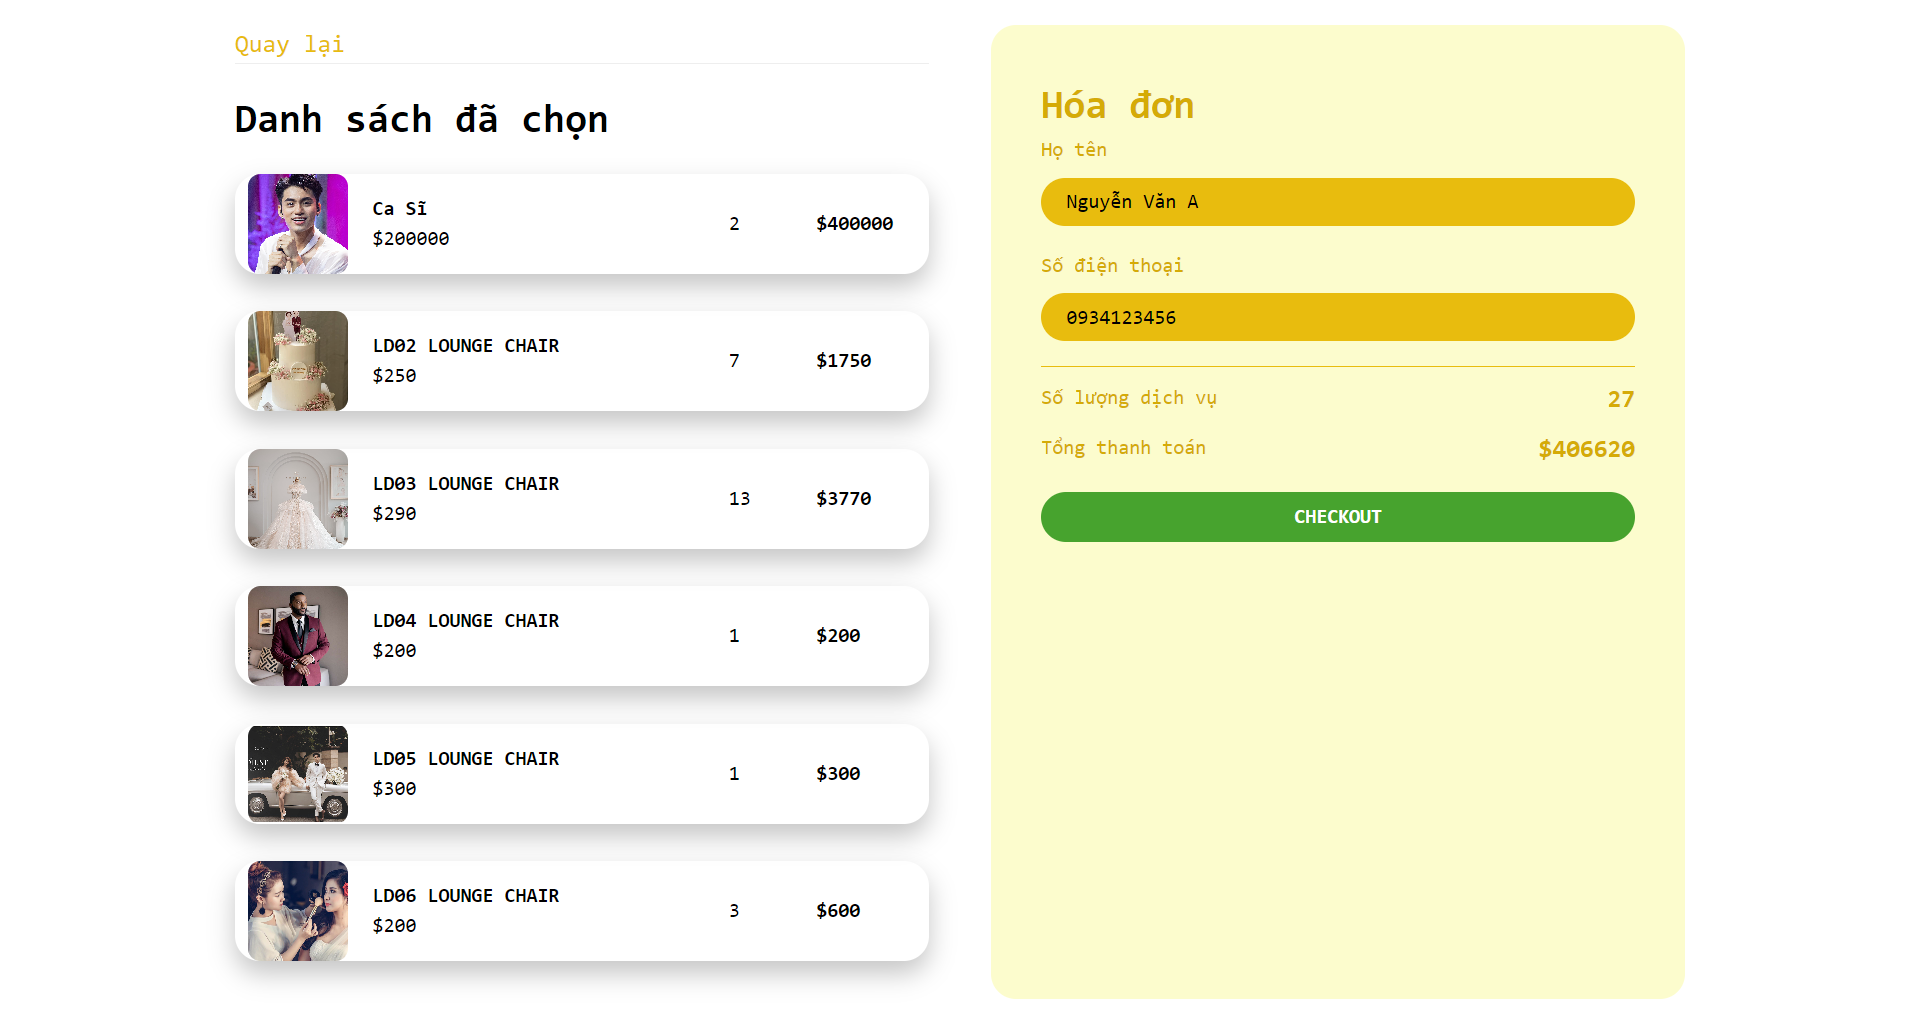 Quay lại
Danh sách đã chọn
Ca Sĩ
$200000
2
$400000
LD02 LOUNGE CHAIR
$250
7
$1750
LD03 LOUNGE CHAIR
$290
13
$3770
LD04 LOUNGE CHAIR
$200
1
$200
LD05 LOUNGE CHAIR
$300
1
$300
LD06 LOUNGE CHAIR
$200
3
$600
Hóa đơn
Họ tên
Nguyễn Văn A
Số điện thoại
0934123456
Số lượng dịch vụ
27
Tổng thanh toán
$406620
CHECKOUT